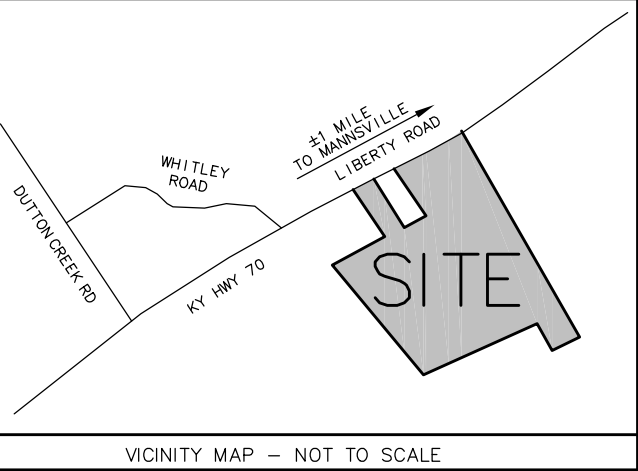 ±1 MILE
TO MANNSVILLE
LIBERTY ROAD
WHITLEY
ROAD
DUTTON CREEK RD
KY HWY 70
SITE
VICINITY MAP – NOT TO SCALE